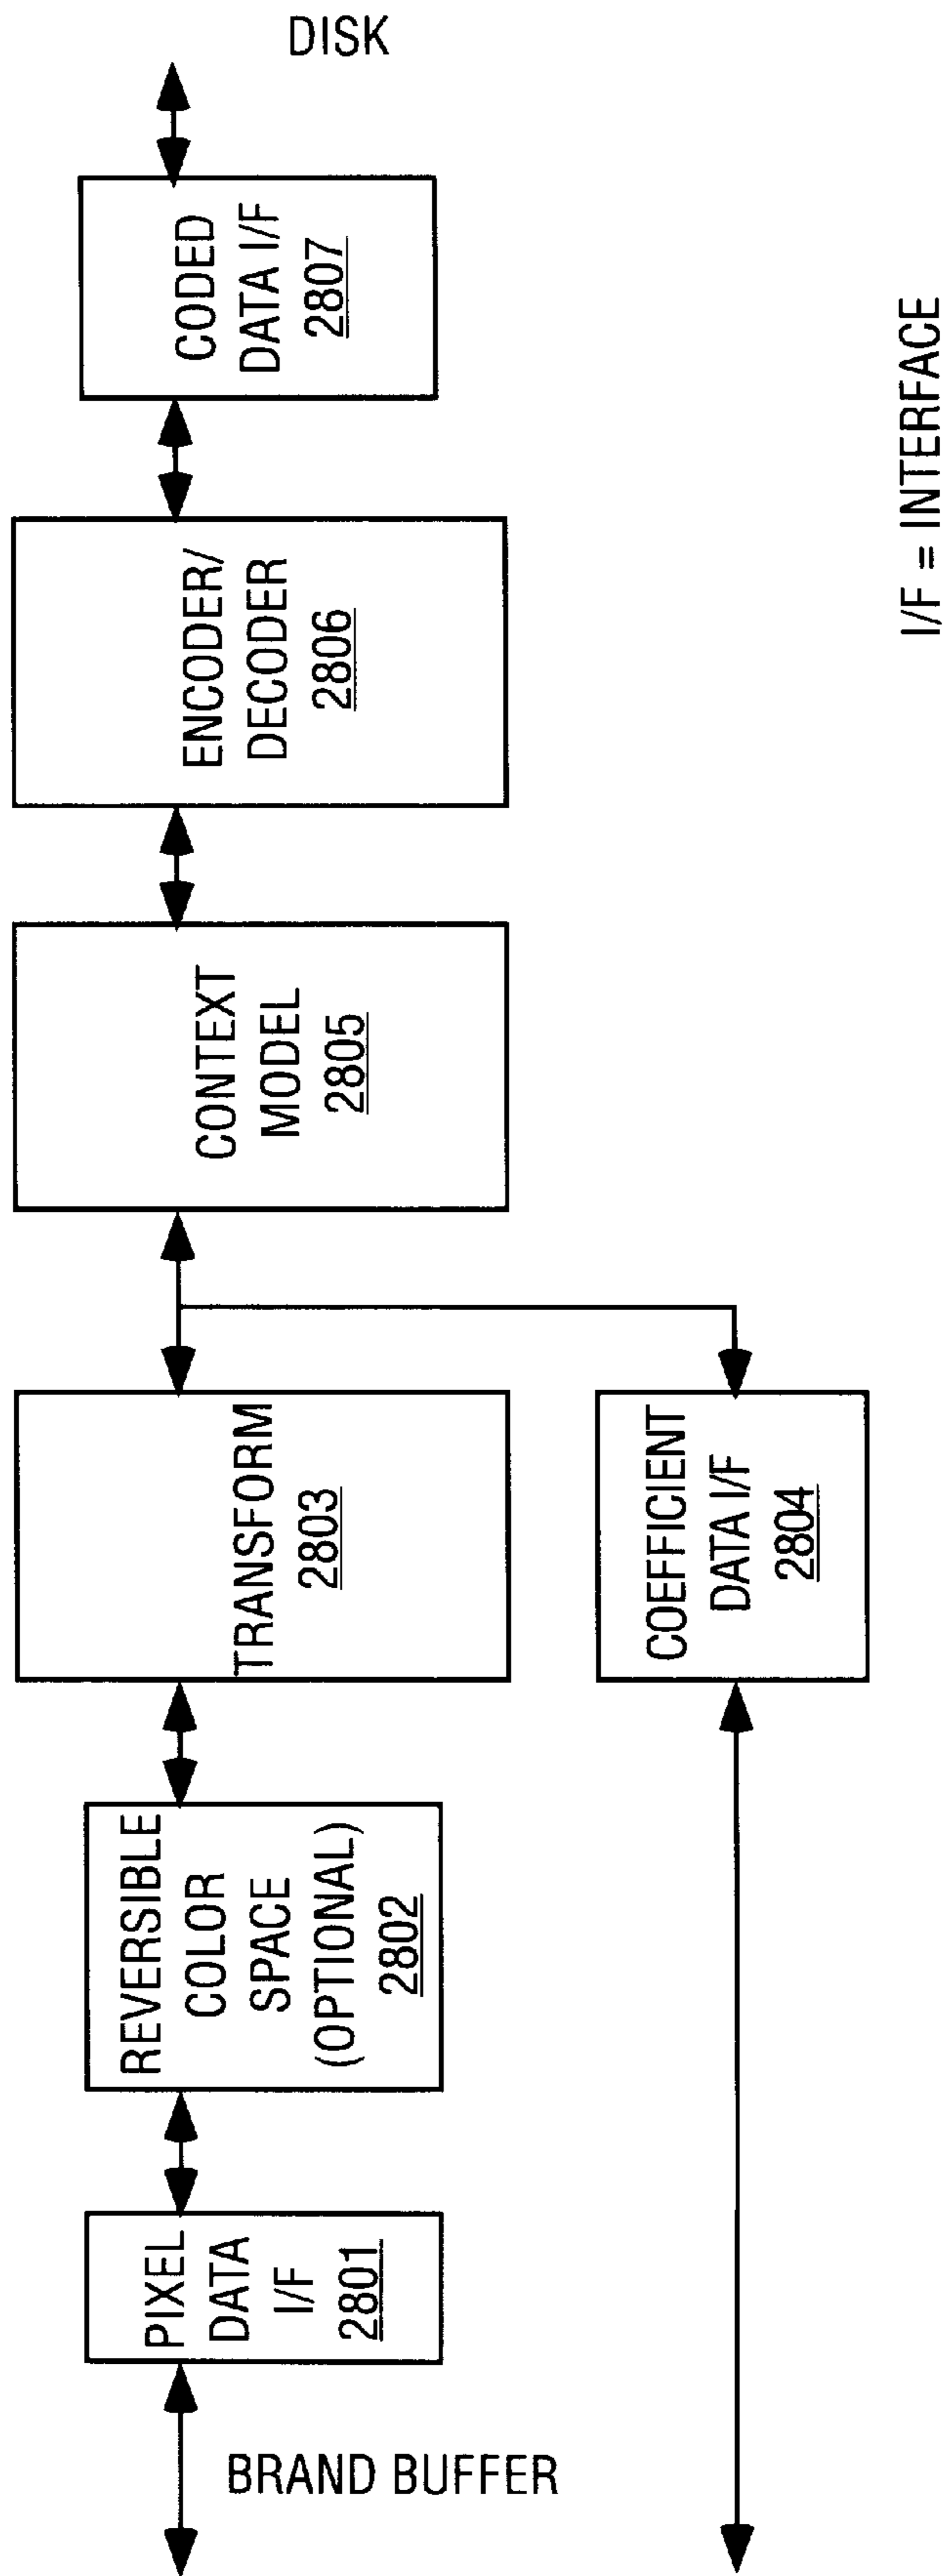 BRAND BUFFER
PIXEL
DATA
I/F
2801
REVERSIBLE
COLOR
SPACE
(OPTIONAL)
2802
TRANSFORM
2803
COEFFICIENT
DATA I/F
2804
CONTEXT
MODEL
2805
ENCODER/
DECODER
2806
CODED
DATA I/F
2807
DISK
I/F = INTERFACE